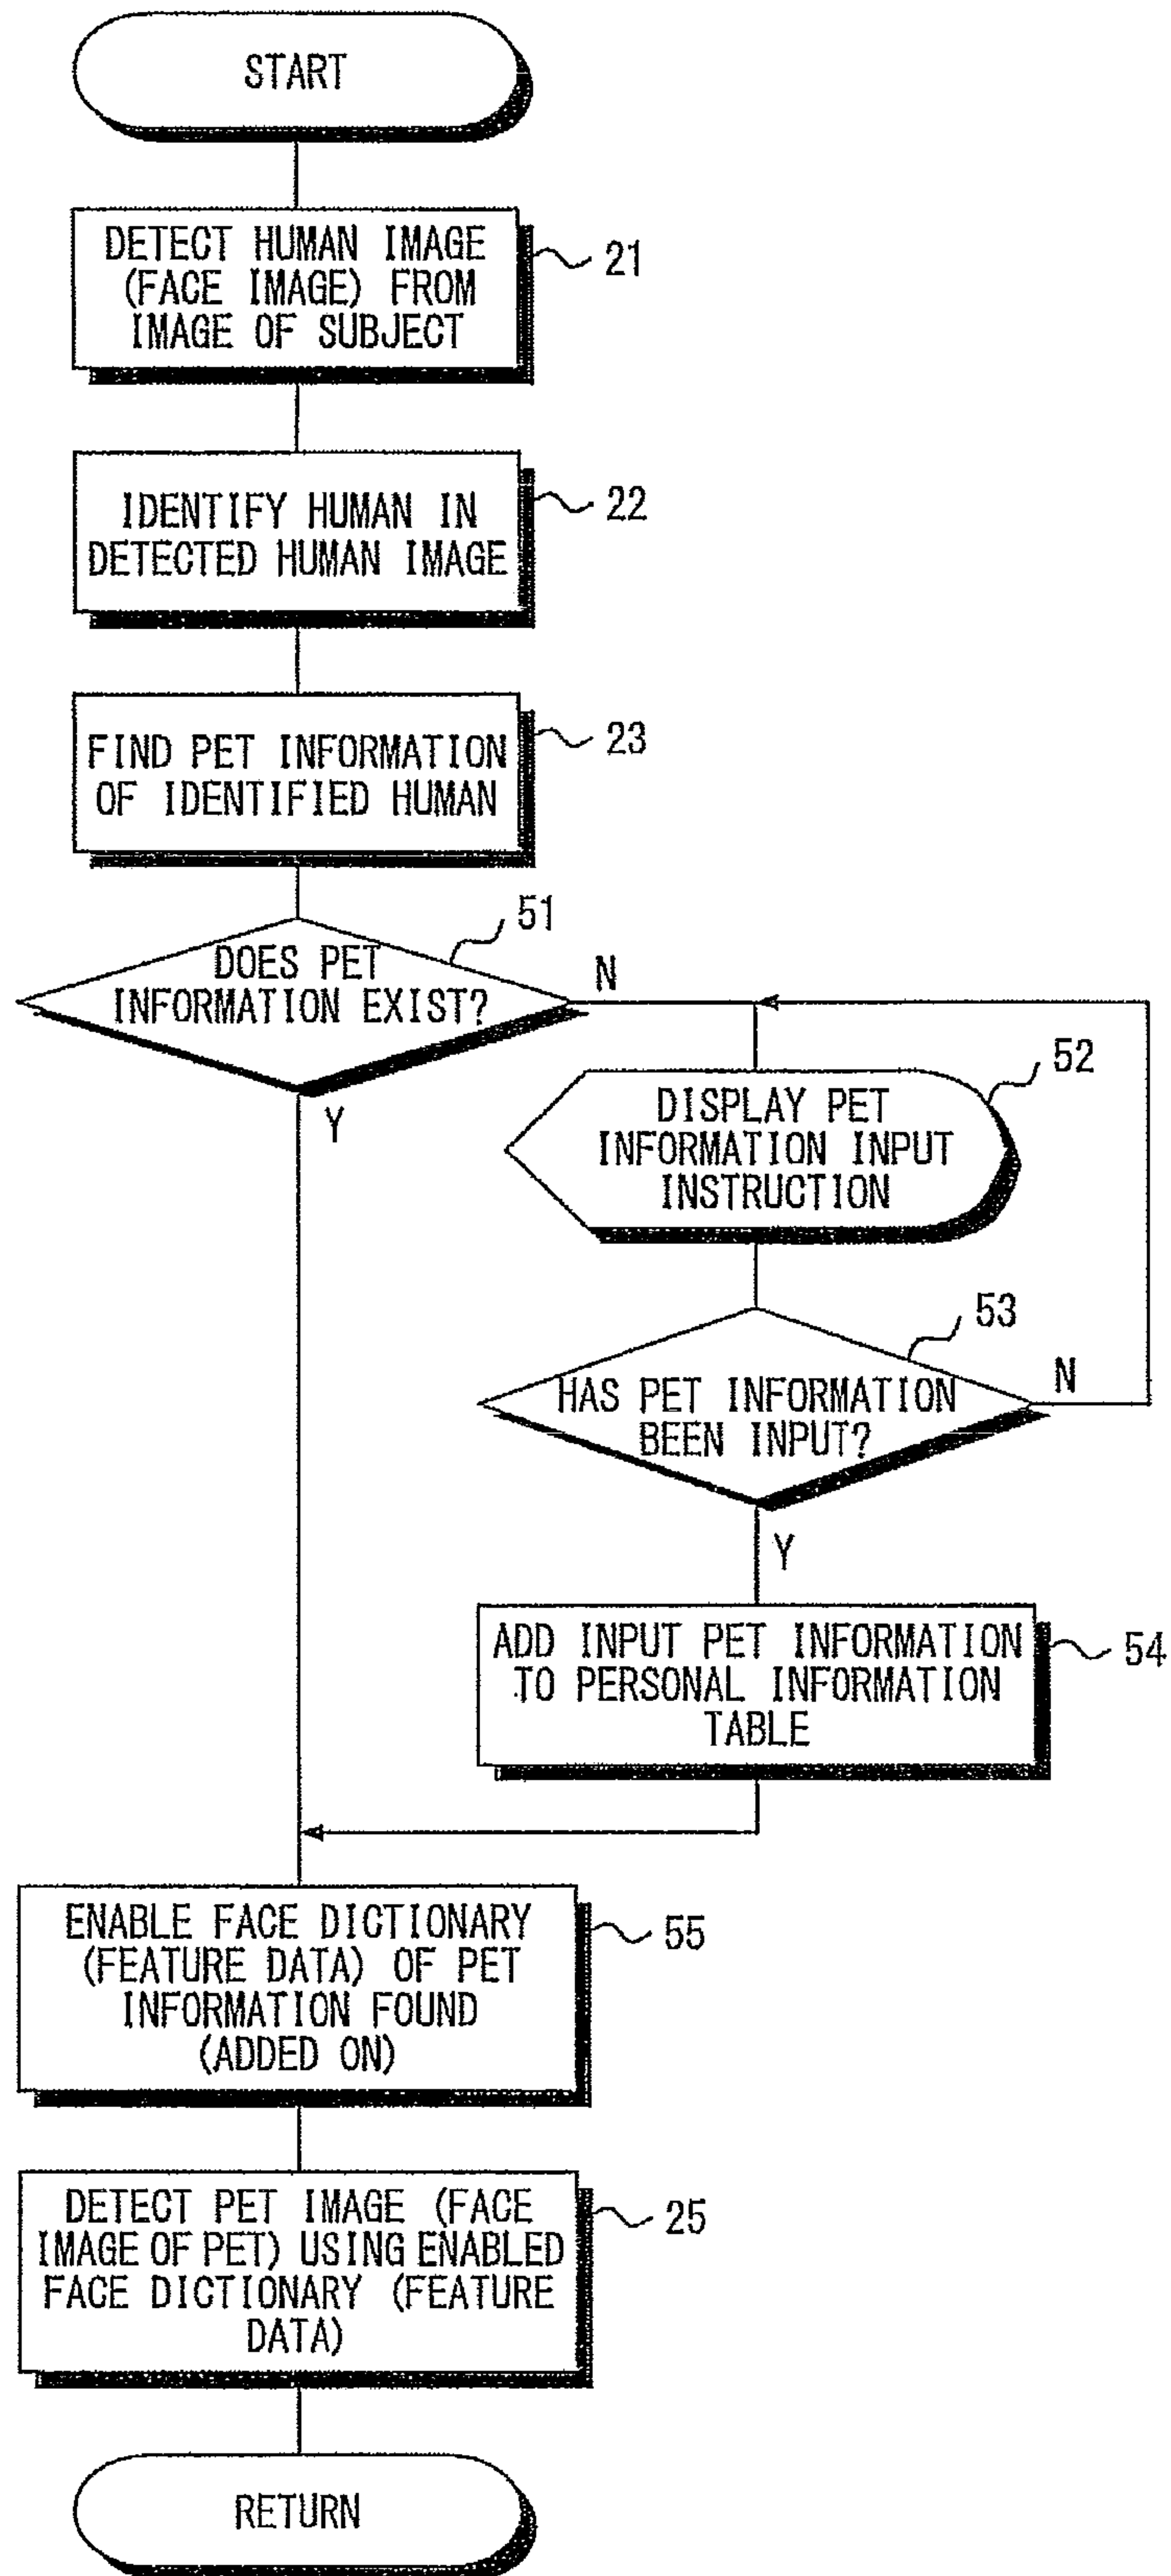 START
DETECT HUMAN IMAGE
(FACE IMAGE) FROM
IMAGE OF SUBJECT
21
IDENTIFY HUMAN IN
DETECTED HUMAN IMAGE
22
FIND PET INFORMATION
OF IDENTIFIED HUMAN
23
DOES PET
INFORMATION EXIST?
51
N
Y
DISPLAY PET
INFORMATION INPUT
INSTRUCTION
52
HAS PET INFORMATION
BEEN INPUT?
53
N
Y
ADD INPUT PET INFORMATION
TO PERSONAL INFORMATION
TABLE
54
ENABLE FACE DICTIONARY
(FEATURE DATA) OF PET
INFORMATION FOUND
(ADDED ON)
55
DETECT PET IMAGE (FACE
IMAGE OF PET) USING ENABLED
FACE DICTIONARY (FEATURE
DATA)
25
RETURN